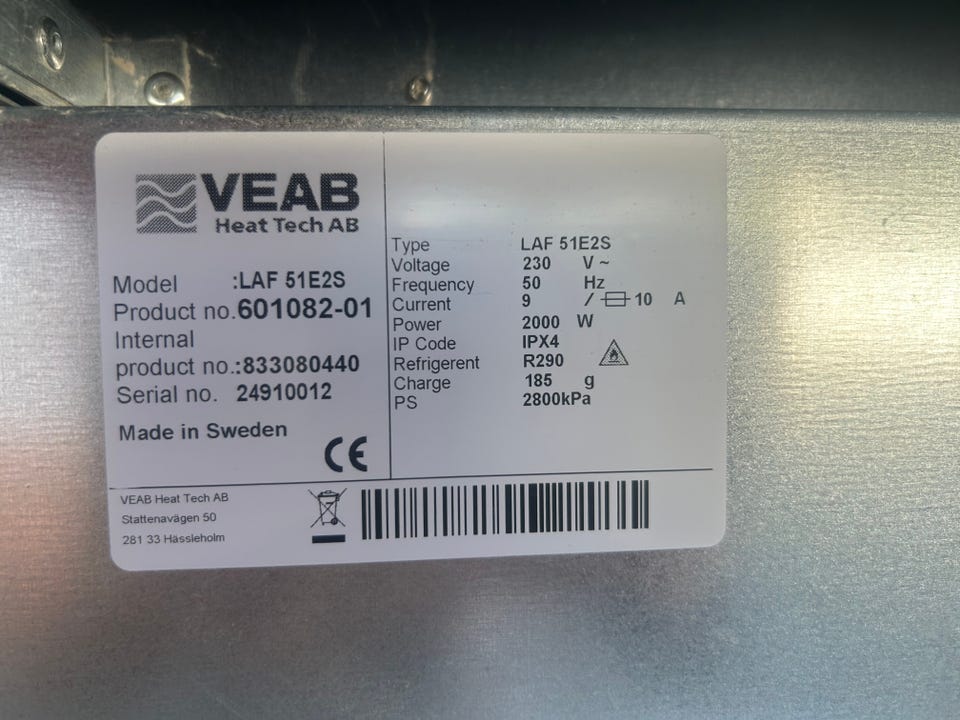 VEAB
Heat Tech AB
Model :LAF 51E2S
Product no.601082-01
Internal
product no.:833080440
Serial no. 24910012
Made in Sweden
CE
Type LAF 51E2S
Voltage 230 V ~
Frequency 50 Hz
Current 9 / 10 A
Power 2000 W
IP Code IPX4
Refrigerent R290
Charge 185 g
PS 2800kPa
VEAB Heat Tech AB
Stattenavägen 50
281 33 Hässleholm